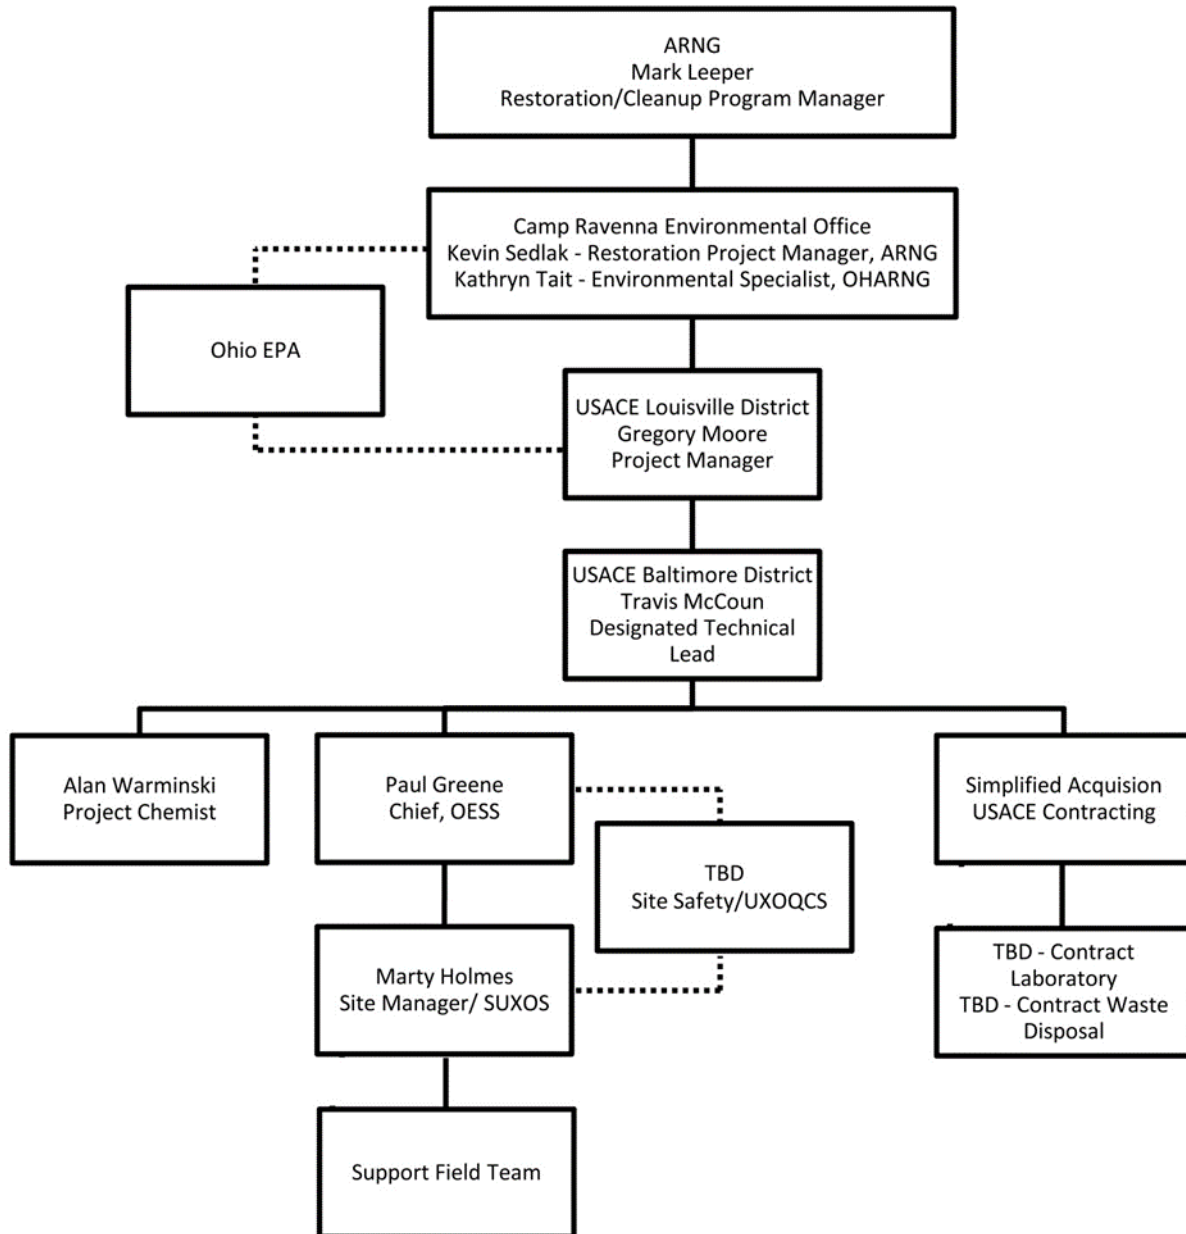 ARNG
Mark Leeper
Restoration/Cleanup Program Manager
Camp Ravenna Environmental Office
Kevin Sedlak - Restoration Project Manager, ARNG
Kathryn Tait - Environmental Specialist, OHARNG
Ohio EPA
USACE Louisville District
Gregory Moore
Project Manager
USACE Baltimore District
Travis McCoun
Designated Technical
Lead
Alan Warminski
Project Chemist
Paul Greene
Chief, OESS
Simplified Acquision
USACE Contracting
TBD
Site Safety/UXOQCS
Marty Holmes
Site Manager/ SUXOS
TBD - Contract
Laboratory
TBD - Contract Waste
Disposal
Support Field Team